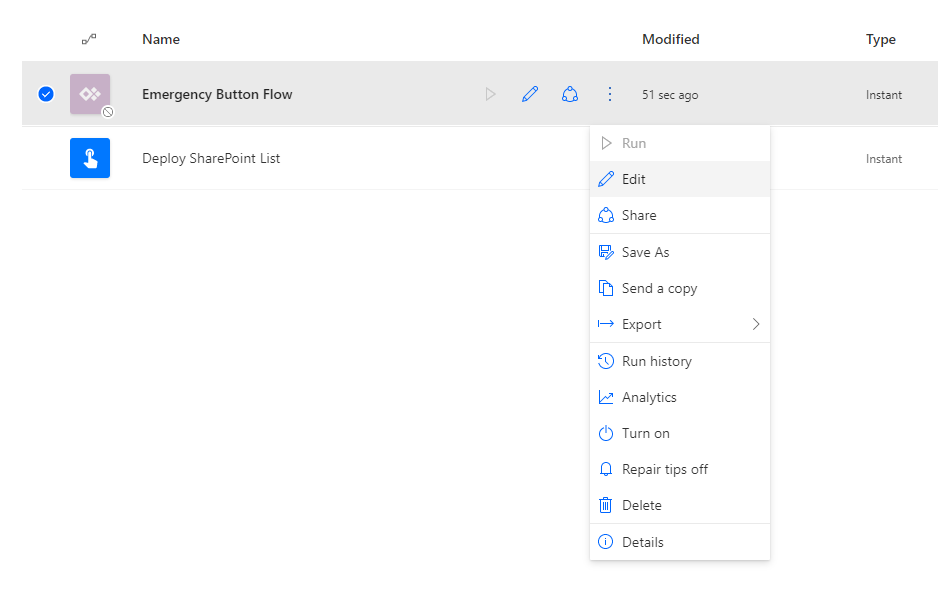 Name Modified Type
Emergency Button Flow 51 sec ago Instant
Deploy SharePoint List Instant
Run
Edit
Share
Save As
Send a copy
Export
Run history
Analytics
Turn on
Repair tips off
Delete
Details